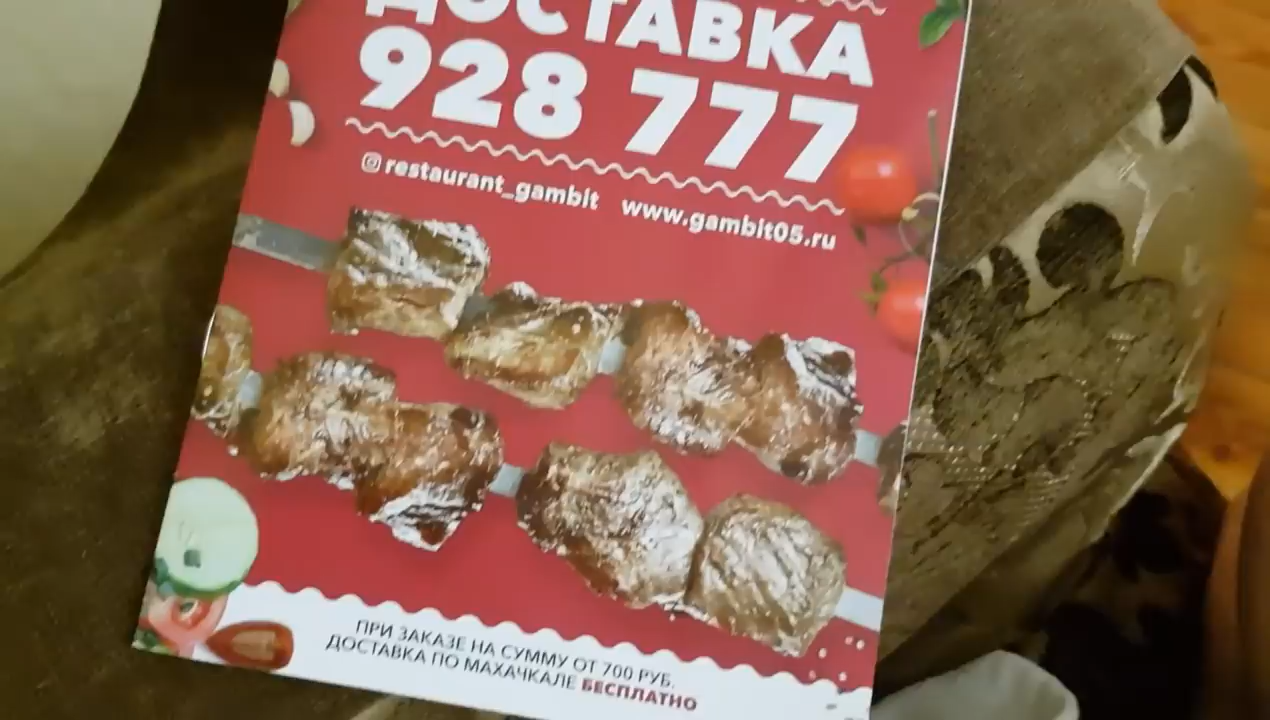 ДОСТАВКА
928 777
restaurant_gambit www.gambit05.ru
ПРИ ЗАКАЗЕ НА СУММУ ОТ 700 РУБ.
ДОСТАВКА ПО МАХАЧКАЛЕ БЕСПЛАТНО